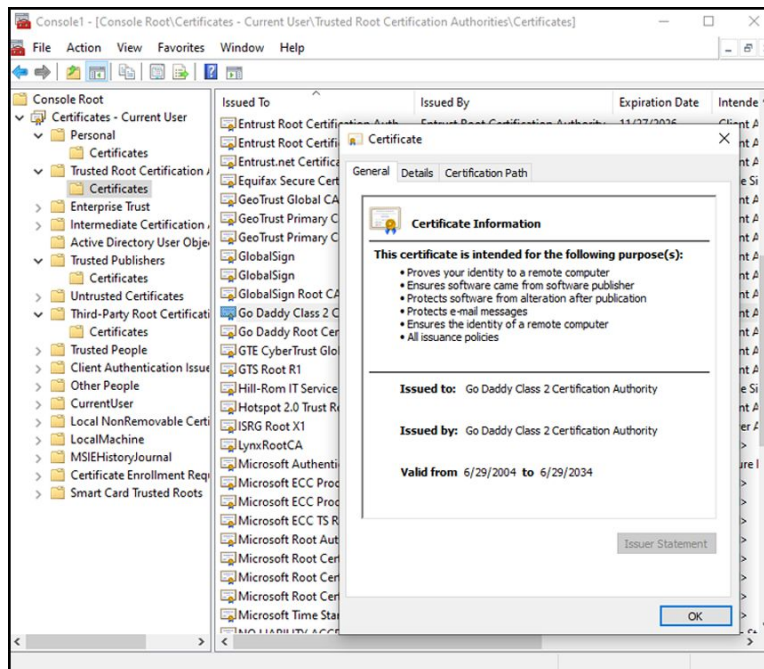 Console1 - [Console Root\Certificates - Current User\Trusted Root Certification Authorities\Certificates]
File Action View Favorites Window Help
Console Root
Certificates - Current User
Personal
Certificates
Trusted Root Certification
Certificates
Enterprise Trust
Intermediate Certification
Active Directory User Obje
Trusted Publishers
Certificates
Untrusted Certificates
Third-Party Root Certificati
Certificates
Trusted People
Client Authentication Issue
Other People
CurrentUser
Local NonRemovable Certi
LocalMachine
MSIEHistoryJournal
Certificate Enrollment Req
Smart Card Trusted Roots
Issued To Issued By Expiration Date Intende
Entrust Root Certification Auth... Entrust Root Certification Authority 11/27/2026 Client A
Entrust Root Certifi
Entrust.net Certifica
Equifax Secure Cert
GeoTrust Global CA
GeoTrust Primary C
GeoTrust Primary C
GlobalSign
GlobalSign
GlobalSign Root CA
Go Daddy Class 2 C
Go Daddy Root Cer
GTE CyberTrust Glo
GTS Root R1
Hill-Rom IT Service
Hotspot 2.0 Trust R
ISRG Root X1
LynxRootCA
Microsoft Authenti
Microsoft ECC Prod
Microsoft ECC Prod
Microsoft ECC TS R
Microsoft Root Aut
Microsoft Root Cer
Microsoft Root Cer
Microsoft Root Cer
Microsoft Time Sta
Certificate
General Details Certification Path
Certificate Information
This certificate is intended for the following purpose(s):
• Proves your identity to a remote computer
• Ensures software came from software publisher
• Protects software from alteration after publication
• Protects e-mail messages
• Ensures the identity of a remote computer
• All issuance policies
Issued to: Go Daddy Class 2 Certification Authority
Issued by: Go Daddy Class 2 Certification Authority
Valid from 6/29/2004 to 6/29/2034
Issuer Statement
OK